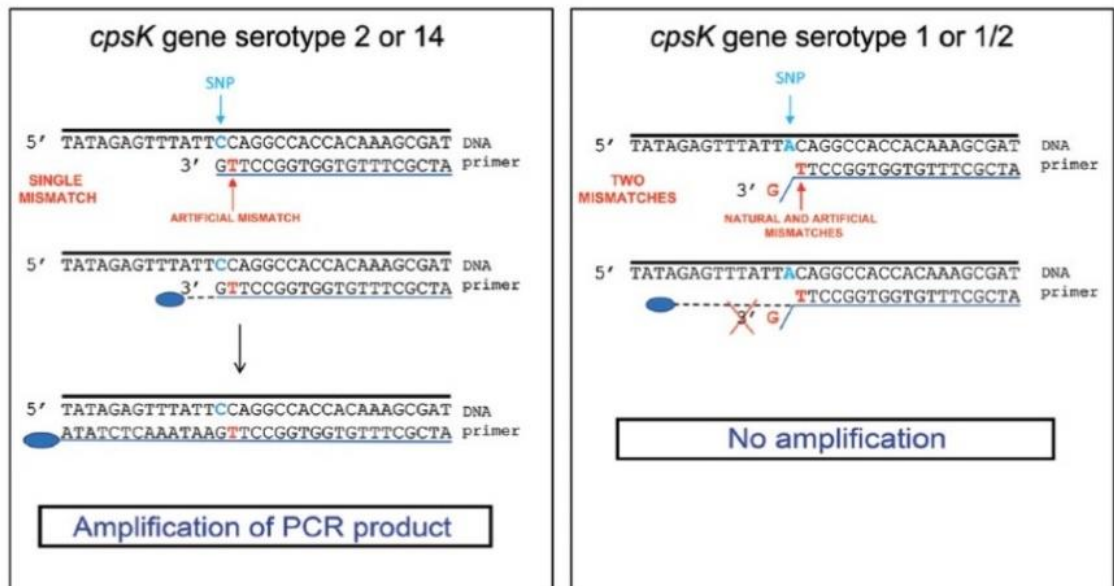 cpsK gene serotype 2 or 14
SNP
5′ TATAGAGTTTATTCCAGGCCACCACAAAGCGAT DNA
3′ GTTCCGGTGGTGTTTCGCTA primer
SINGLE
MISMATCH
ARTIFICIAL MISMATCH
5′ TATAGAGTTTATTCCAGGCCACCACAAAGCGAT DNA
3′ GTTCCGGTGGTGTTTCGCTA primer
5′ TATAGAGTTTATTCCAGGCCACCACAAAGCGAT DNA
ATATCTCAAATAAGTTCCGGTGGTGTTTCGCTA primer
Amplification of PCR product
cpsK gene serotype 1 or 1/2
SNP
5′ TATAGAGTTTATTACAGGCCACCACAAAGCGAT DNA
TTCCGGTGGTGTTTCGCTA primer
TWO
MISMATCHES
3′ G
NATURAL AND ARTIFICIAL
MISMATCHES
5′ TATAGAGTTTATTACAGGCCACCACAAAGCGAT DNA
TTCCGGTGGTGTTTCGCTA primer
3′ G
No amplification